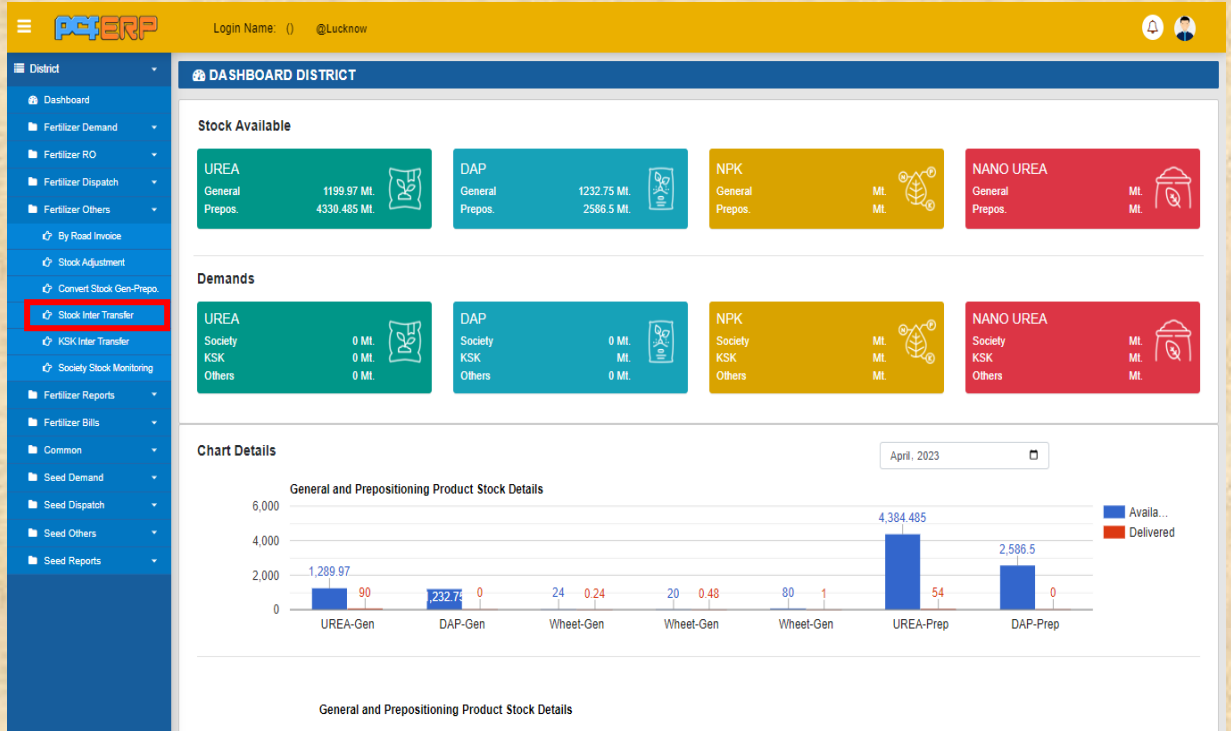 PCFERP
Login Name: () @Lucknow
District
Dashboard
Fertilizer Demand
Fertilizer RO
Fertilizer Dispatch
Fertilizer Others
By Road Invoice
Stock Adjustment
Convert Stock Gen-Prepo.
Stock Inter Transfer
KSK Inter Transfer
Society Stock Monitoring
Fertilizer Reports
Fertilizer Bills
Common
Seed Demand
Seed Dispatch
Seed Others
Seed Reports
DASHBOARD DISTRICT
Stock Available
UREA
General 1199.97 Mt.
Prepos. 4330.485 Mt.
DAP
General 1232.75 Mt.
Prepos. 2586.5 Mt.
NPK
General Mt.
Prepos. Mt.
N P K
NANO UREA
General Mt.
Prepos. Mt.
Demands
UREA
Society 0 Mt.
KSK 0 Mt.
Others 0 Mt.
DAP
Society 0 Mt.
KSK Mt.
Others 0 Mt.
NPK
Society Mt.
KSK Mt.
Others Mt.
N P K
NANO UREA
Society Mt.
KSK Mt.
Others Mt.
Chart Details
April, 2023
General and Prepositioning Product Stock Details
6,000
4,000
2,000
0
1,289.97 90
,232.75 0
24 0.24
20 0.48
80 1
4,384.485 54
2,586.5 0
UREA-Gen DAP-Gen Wheet-Gen Wheet-Gen Wheet-Gen UREA-Prep DAP-Prep
Availa...
Delivered
General and Prepositioning Product Stock Details